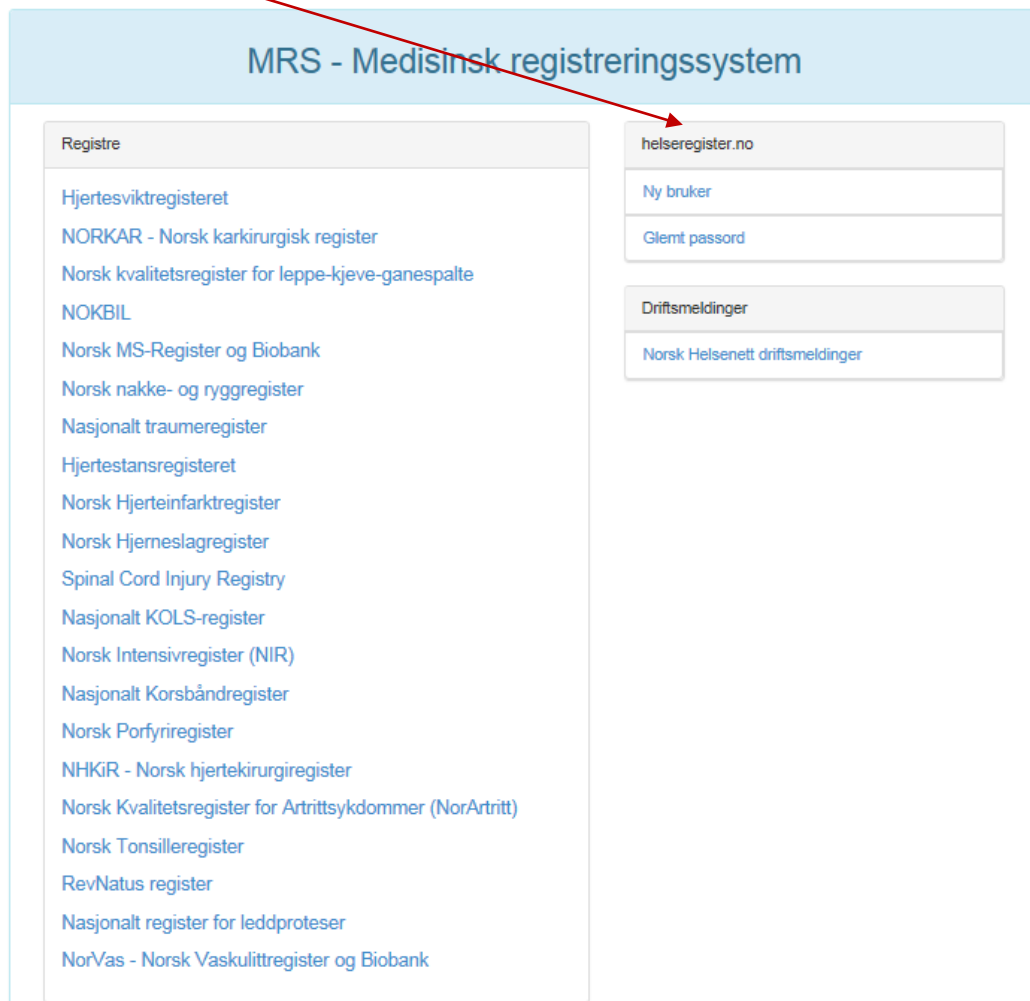 MRS - Medisinsk registreringssystem
Registre
Hjertesviktregisteret
NORKAR - Norsk karkirurgisk register
Norsk kvalitetsregister for leppe-kjeve-ganespalte
NOKBIL
Norsk MS-Register og Biobank
Norsk nakke- og ryggregister
Nasjonalt traumeregister
Hjertestansregisteret
Norsk Hjerteinfarktregister
Norsk Hjerneslagregister
Spinal Cord Injury Registry
Nasjonalt KOLS-register
Norsk Intensivregister (NIR)
Nasjonalt Korsbåndregister
Norsk Porfyriregister
NHKiR - Norsk hjertekirurgiregister
Norsk Kvalitetsregister for Artrittsykdommer (NorArtritt)
Norsk Tonsilleregister
RevNatus register
Nasjonalt register for leddproteser
NorVas - Norsk Vaskulittregister og Biobank
helseregister.no
Ny bruker
Glemt passord
Driftsmeldinger
Norsk Helsenett driftsmeldinger